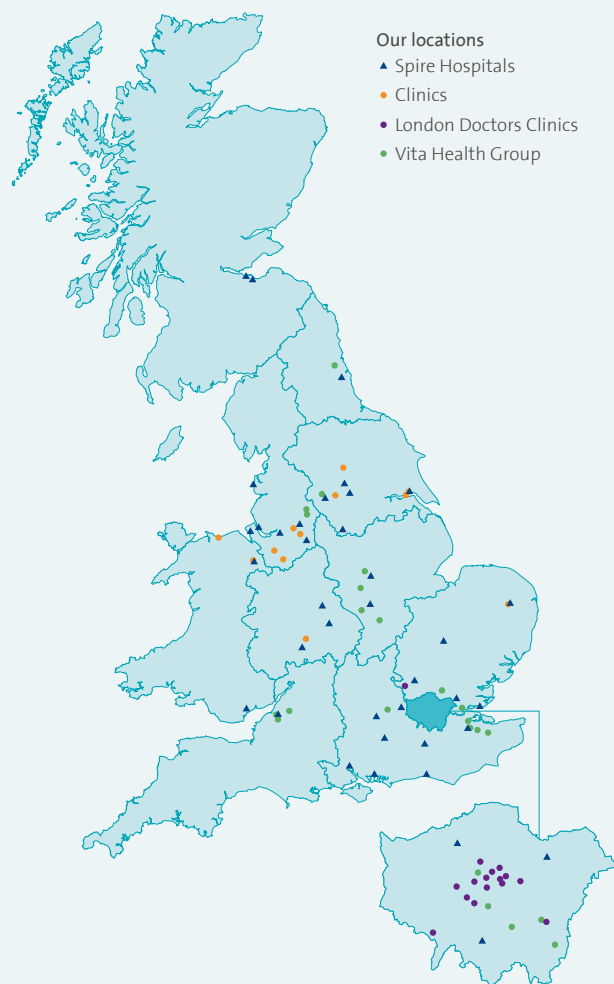 Our locations
Spire Hospitals
Clinics
London Doctors Clinics
Vita Health Group